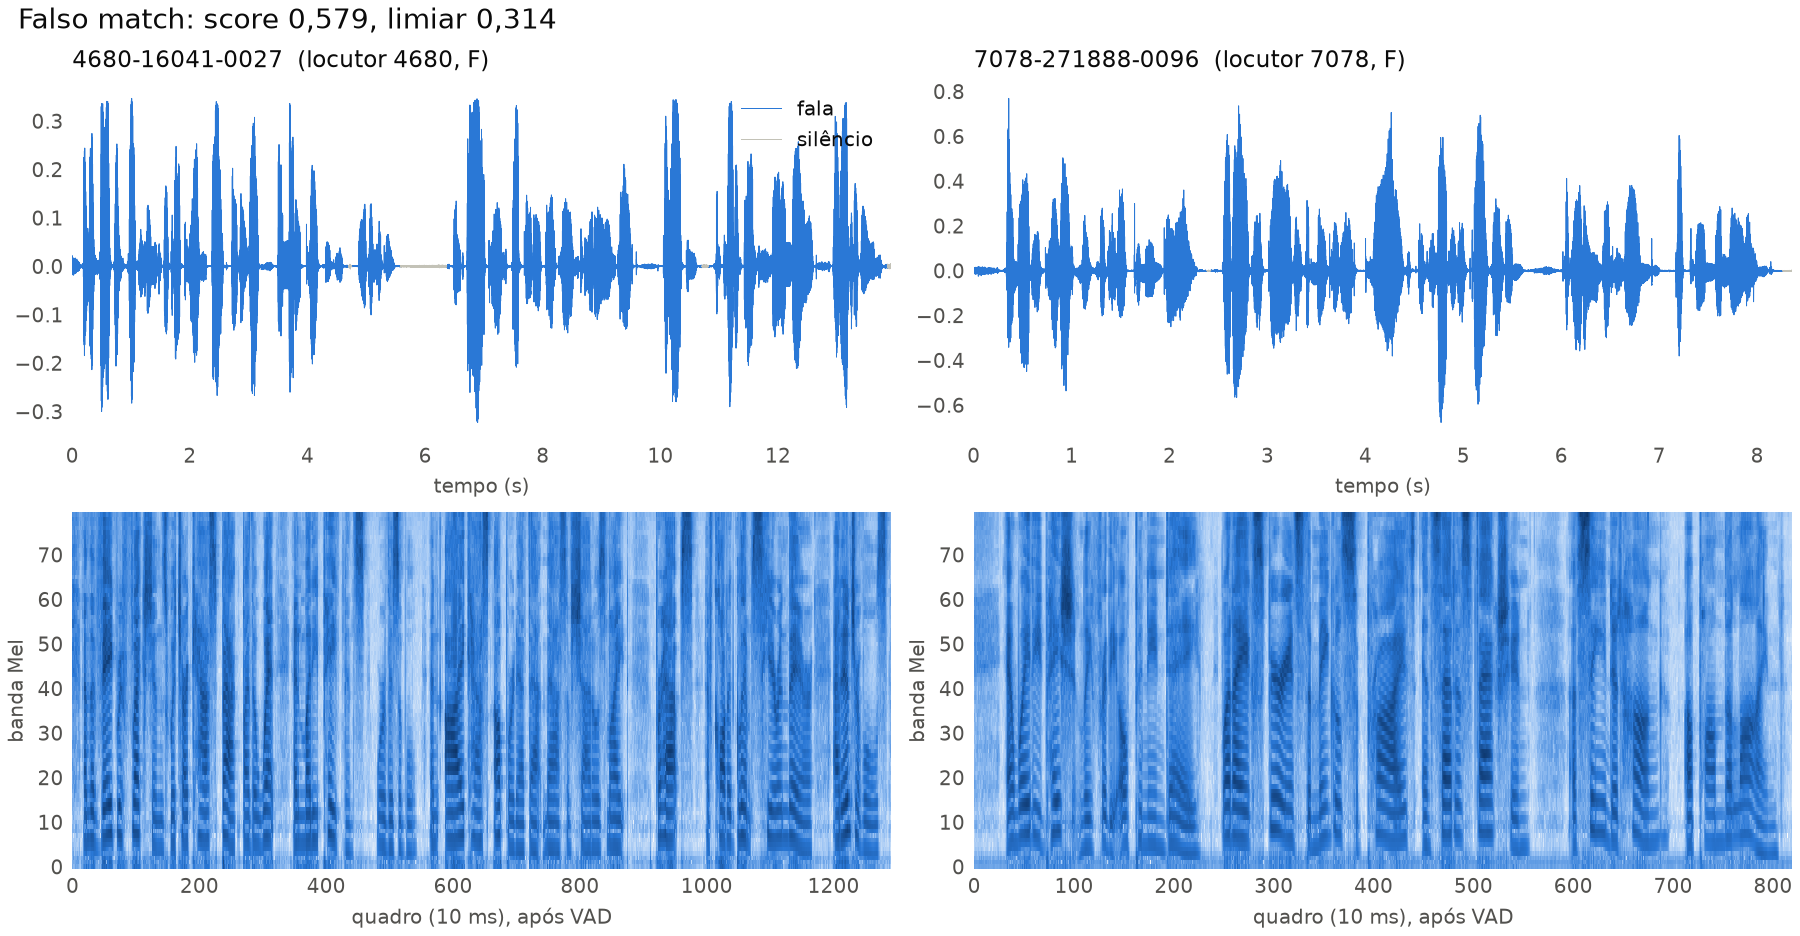 Falso match: score 0,579, limiar 0,314
4680-16041-0027 (locutor 4680, F)
0.3
0.2
0.1
0.0
−0.1
−0.2
−0.3
fala
silêncio
0 2 4 6 8 10 12
tempo (s)
7078-271888-0096 (locutor 7078, F)
0.8
0.6
0.4
0.2
0.0
−0.2
−0.4
−0.6
0 1 2 3 4 5 6 7 8
tempo (s)
banda Mel
70
60
50
40
30
20
10
0
0 200 400 600 800 1000 1200
quadro (10 ms), após VAD
banda Mel
70
60
50
40
30
20
10
0
0 100 200 300 400 500 600 700 800
quadro (10 ms), após VAD